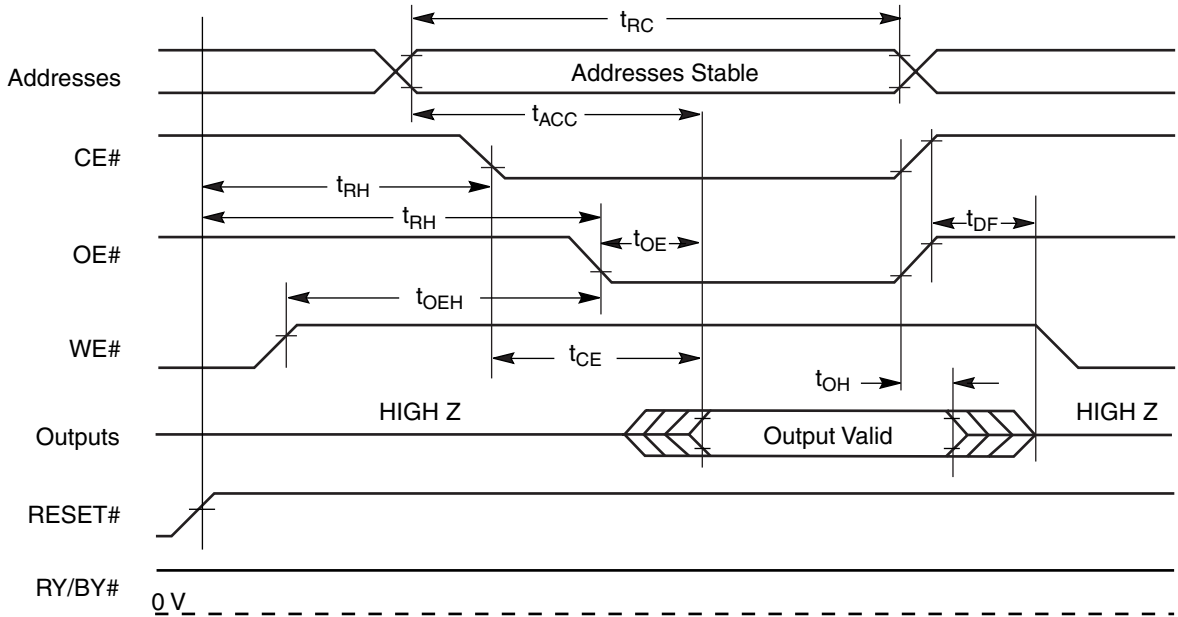 tRC
Addresses
Addresses Stable
tACC
CE#
tRH
tRH
tDF
OE#
tOE
tOEH
WE#
tCE
tOH
HIGH Z
HIGH Z
Outputs
Output Valid
RESET#
RY/BY#
0 V